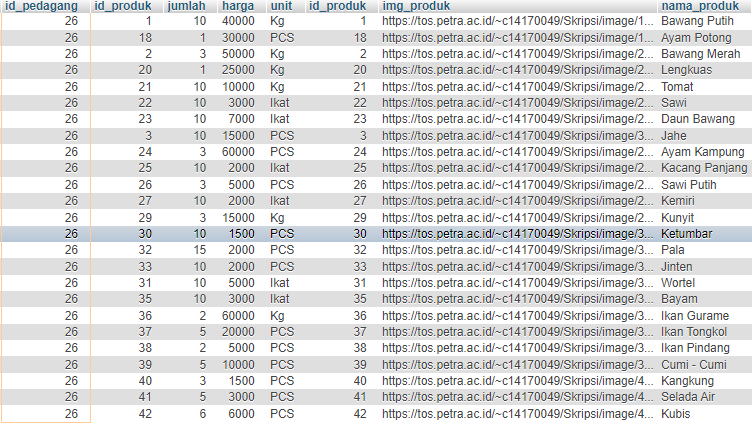 id_pedagang id_produk jumlah harga unit id_produk img_produk nama_produk
26 1 10 40000 Kg 1 https://tos.petra.ac.id/~c14170049/Skripsi/image/1... Bawang Putih
26 18 1 30000 PCS 18 https://tos.petra.ac.id/~c14170049/Skripsi/image/1... Ayam Potong
26 2 3 50000 Kg 2 https://tos.petra.ac.id/~c14170049/Skripsi/image/2... Bawang Merah
26 20 1 25000 Kg 20 https://tos.petra.ac.id/~c14170049/Skripsi/image/2... Lengkuas
26 21 10 10000 Kg 21 https://tos.petra.ac.id/~c14170049/Skripsi/image/2... Tomat
26 22 10 3000 Ikat 22 https://tos.petra.ac.id/~c14170049/Skripsi/image/2... Sawi
26 23 10 7000 Ikat 23 https://tos.petra.ac.id/~c14170049/Skripsi/image/2... Daun Bawang
26 3 10 15000 PCS 3 https://tos.petra.ac.id/~c14170049/Skripsi/image/3... Jahe
26 24 3 60000 PCS 24 https://tos.petra.ac.id/~c14170049/Skripsi/image/2... Ayam Kampung
26 25 10 2000 Ikat 25 https://tos.petra.ac.id/~c14170049/Skripsi/image/2... Kacang Panjang
26 26 3 5000 PCS 26 https://tos.petra.ac.id/~c14170049/Skripsi/image/2... Sawi Putih
26 27 10 2000 Ikat 27 https://tos.petra.ac.id/~c14170049/Skripsi/image/2... Kemiri
26 29 3 15000 Kg 29 https://tos.petra.ac.id/~c14170049/Skripsi/image/2... Kunyit
26 30 10 1500 PCS 30 https://tos.petra.ac.id/~c14170049/Skripsi/image/3... Ketumbar
26 32 15 2000 PCS 32 https://tos.petra.ac.id/~c14170049/Skripsi/image/3... Pala
26 33 10 2000 PCS 33 https://tos.petra.ac.id/~c14170049/Skripsi/image/3... Jinten
26 31 10 5000 Ikat 31 https://tos.petra.ac.id/~c14170049/Skripsi/image/3... Wortel
26 35 10 3000 Ikat 35 https://tos.petra.ac.id/~c14170049/Skripsi/image/3... Bayam
26 36 2 60000 Kg 36 https://tos.petra.ac.id/~c14170049/Skripsi/image/3... Ikan Gurame
26 37 5 20000 PCS 37 https://tos.petra.ac.id/~c14170049/Skripsi/image/3... Ikan Tongkol
26 38 2 5000 PCS 38 https://tos.petra.ac.id/~c14170049/Skripsi/image/3... Ikan Pindang
26 39 5 10000 PCS 39 https://tos.petra.ac.id/~c14170049/Skripsi/image/3... Cumi - Cumi
26 40 3 1500 PCS 40 https://tos.petra.ac.id/~c14170049/Skripsi/image/4... Kangkung
26 41 5 3000 PCS 41 https://tos.petra.ac.id/~c14170049/Skripsi/image/4... Selada Air
26 42 6 6000 PCS 42 https://tos.petra.ac.id/~c14170049/Skripsi/image/4... Kubis